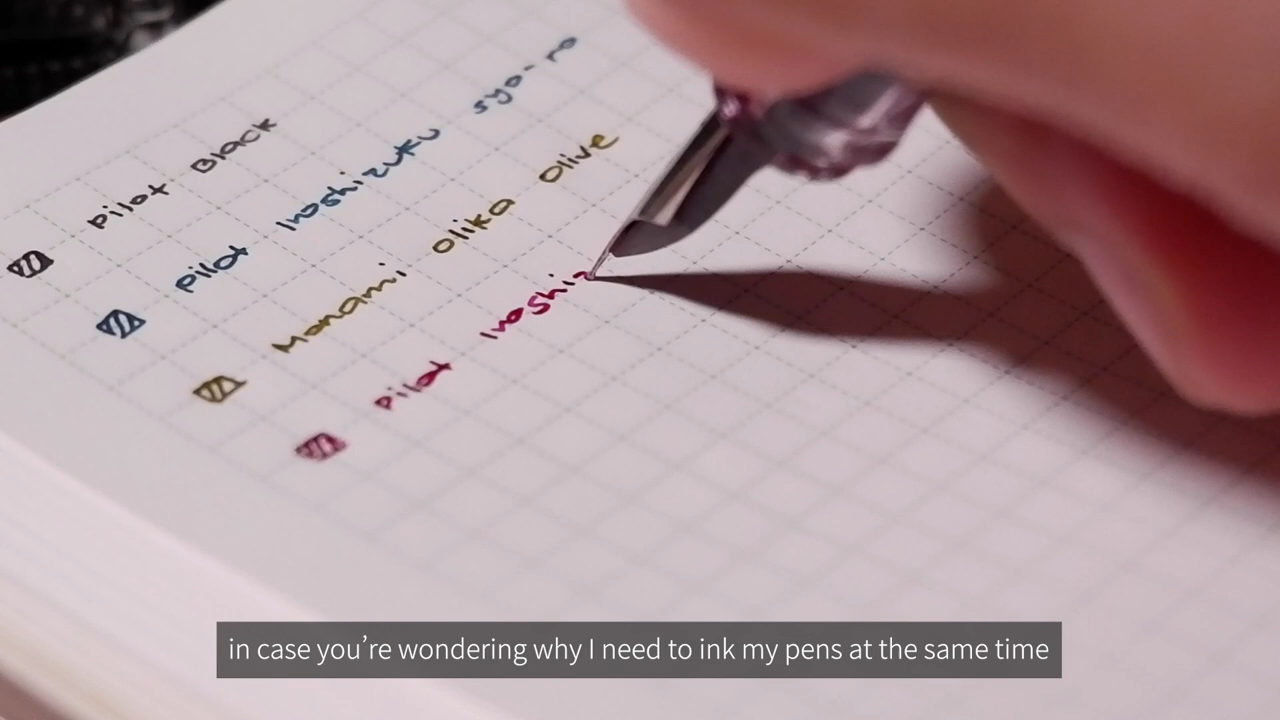 Pilot Black
Pilot Iroshizuku syo-ro
Monami Olika Olive
Pilot Iroshiz
in case you’re wondering why I need to ink my pens at the same time